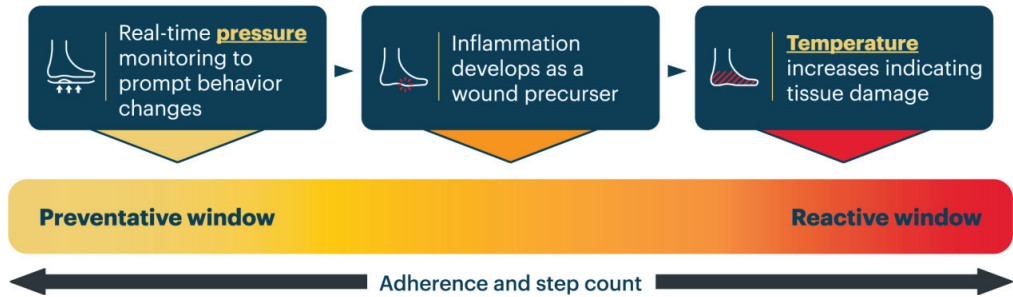 Real-time pressure
monitoring to
prompt behavior
changes
Inflammation
develops as a
wound precurser
Temperature
increases indicating
tissue damage
Preventative window
Reactive window
Adherence and step count